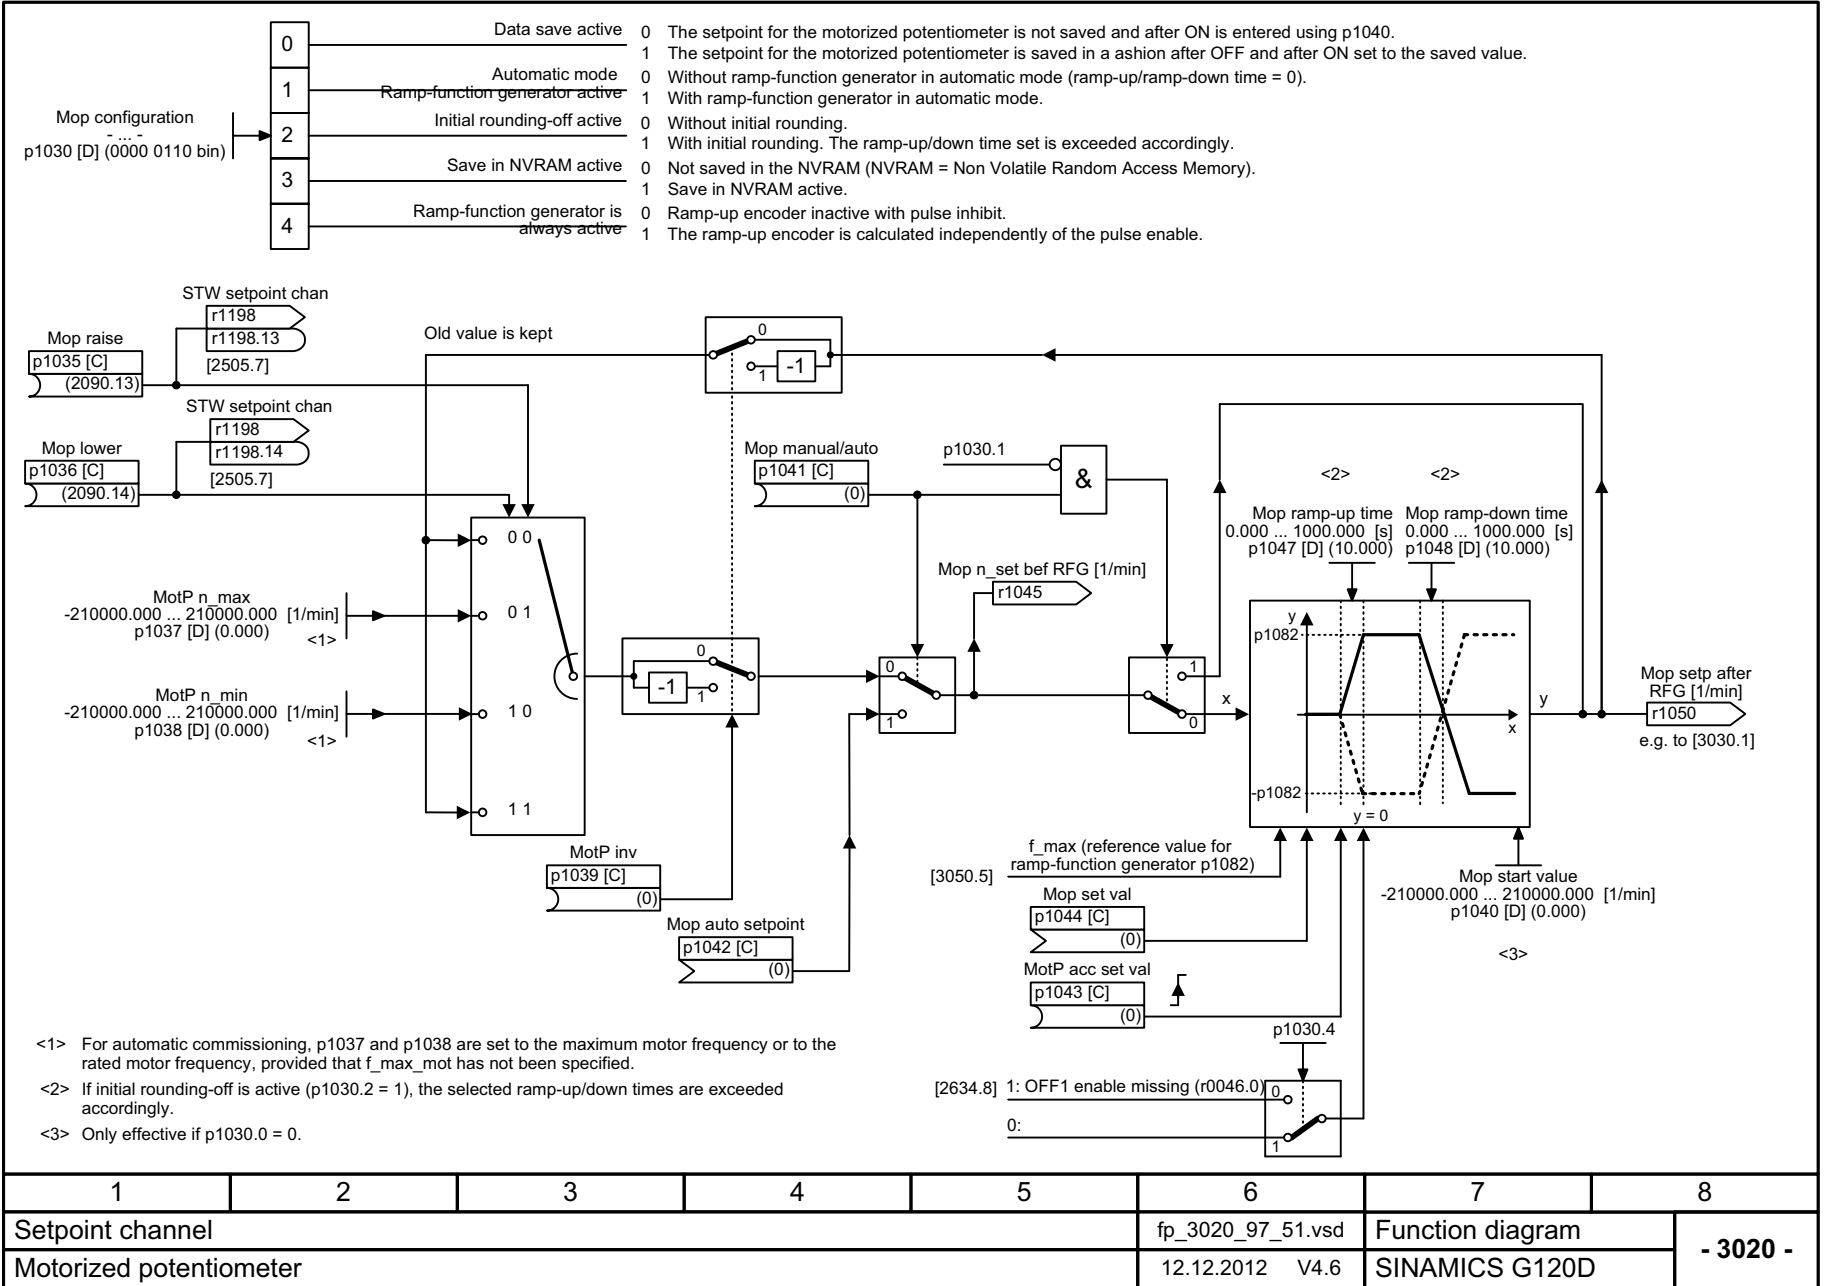 0
Data save active
0 The setpoint for the motorized potentiometer is not saved and after ON is entered using p1040.
1 The setpoint for the motorized potentiometer is saved in a ashion after OFF and after ON set to the saved value.
1
Automatic mode
Ramp-function generator active
0 Without ramp-function generator in automatic mode (ramp-up/ramp-down time = 0).
1 With ramp-function generator in automatic mode.
Mop configuration
- ... -
p1030 [D] (0000 0110 bin)
2
Initial rounding-off active
0 Without initial rounding.
1 With initial rounding. The ramp-up/down time set is exceeded accordingly.
3
Save in NVRAM active
0 Not saved in the NVRAM (NVRAM = Non Volatile Random Access Memory).
1 Save in NVRAM active.
4
Ramp-function generator is
always active
0 Ramp-up encoder inactive with pulse inhibit.
1 The ramp-up encoder is calculated independently of the pulse enable.
STW setpoint chan
r1198
r1198.13
[2505.7]
Mop raise
p1035 [C]
(2090.13)
Old value is kept
0
1
-1
STW setpoint chan
r1198
r1198.14
[2505.7]
Mop lower
p1036 [C]
(2090.14)
Mop manual/auto
p1041 [C]
(0)
p1030.1
&
<2>
<2>
Mop ramp-up time
0.000 ... 1000.000 [s]
p1047 [D] (10.000)
Mop ramp-down time
0.000 ... 1000.000 [s]
p1048 [D] (10.000)
0 0
0 1
1 0
1 1
MotP n_max
-210000.000 ... 210000.000 [1/min]
p1037 [D] (0.000)
<1>
MotP n_min
-210000.000 ... 210000.000 [1/min]
p1038 [D] (0.000)
<1>
0
-1
1
0
1
Mop n_set bef RFG [1/min]
r1045
1
0
x
y
p1082
x
-p1082
y = 0
y
Mop setp after
RFG [1/min]
r1050
e.g. to [3030.1]
MotP inv
p1039 [C]
(0)
Mop auto setpoint
p1042 [C]
(0)
[3050.5]
f_max (reference value for
ramp-function generator p1082)
Mop set val
p1044 [C]
(0)
MotP acc set val
p1043 [C]
(0)
Mop start value
-210000.000 ... 210000.000 [1/min]
p1040 [D] (0.000)
<3>
p1030.4
[2634.8] 1: OFF1 enable missing (r0046.0)
0
0:
1
<1> For automatic commissioning, p1037 and p1038 are set to the maximum motor frequency or to the
rated motor frequency, provided that f_max_mot has not been specified.
<2> If initial rounding-off is active (p1030.2 = 1), the selected ramp-up/down times are exceeded
accordingly.
<3> Only effective if p1030.0 = 0.
1 2 3 4 5 6 7 8
Setpoint channel
fp_3020_97_51.vsd
Function diagram
- 3020 -
Motorized potentiometer
12.12.2012 V4.6
SINAMICS G120D